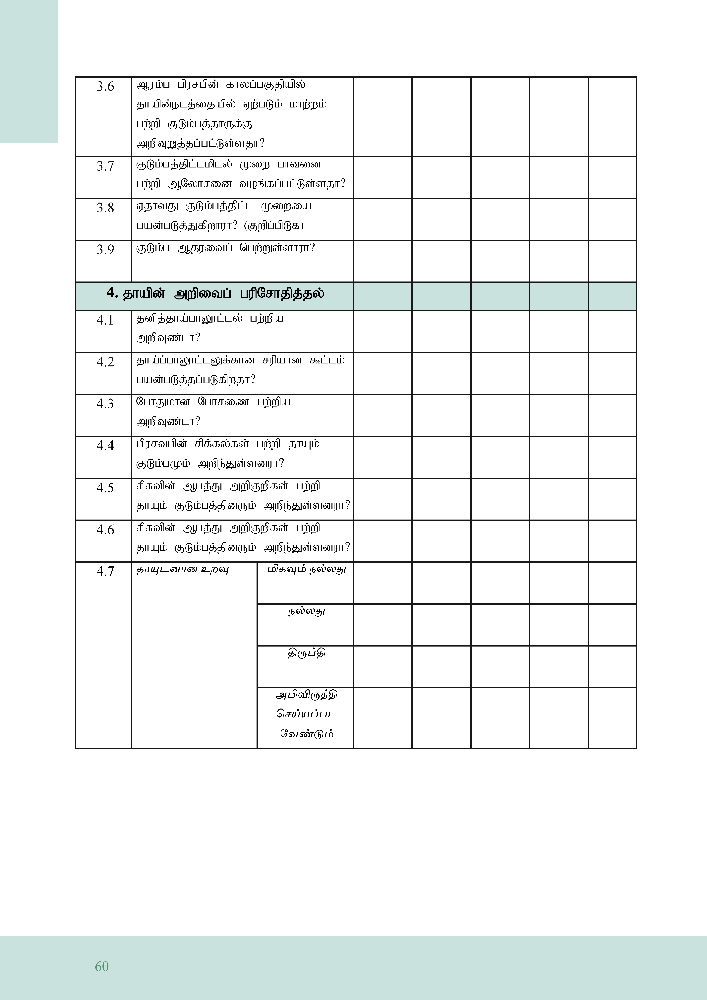 3.6 ஆரம்ப பிரசபின் காலப்பகுதியில்
தாயின்நடத்தையில் ஏற்படும் மாற்றம்
பற்றி குடும்பத்தாருக்கு
அறிவுறுத்தப்பட்டுள்ளதா?
3.7 குடும்பத்திட்டமிடல் முறை பாவனை
பற்றி ஆலோசனை வழங்கப்பட்டுள்ளதா?
3.8 ஏதாவது குடும்பத்திட்ட முறையை
பயன்படுத்துகிறாரா? (குறிப்பிடுக)
3.9 குடும்ப ஆதரவைப் பெற்றுள்ளாரா?
4. தாயின் அறிவைப் பரிசோதித்தல்
4.1 தனித்தாய்பாலூட்டல் பற்றிய
அறிவுண்டா?
4.2 தாய்ப்பாலூட்டலுக்கான சரியான கூட்டம்
பயன்படுத்தப்படுகிறதா?
4.3 போதுமான போசணை பற்றிய
அறிவுண்டா?
4.4 பிரசவபின் சிக்கல்கள் பற்றி தாயும்
குடும்பமும் அறிந்துள்ளனரா?
4.5 சிசுவின் ஆபத்து அறிகுறிகள் பற்றி
தாயும் குடும்பத்தினரும் அறிந்துள்ளனரா?
4.6 சிசுவின் ஆபத்து அறிகுறிகள் பற்றி
தாயும் குடும்பத்தினரும் அறிந்துள்ளனரா?
4.7 தாயுடனான உறவு மிகவும் நல்லது
நல்லது
திருப்தி
அபிவிருத்தி
செய்யப்பட
வேண்டும்
60